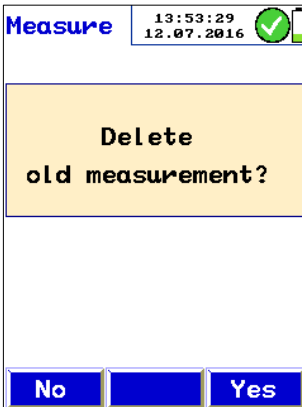 Measure
13:53:29
12.07.2016
Delete
old measurement?
No
Yes